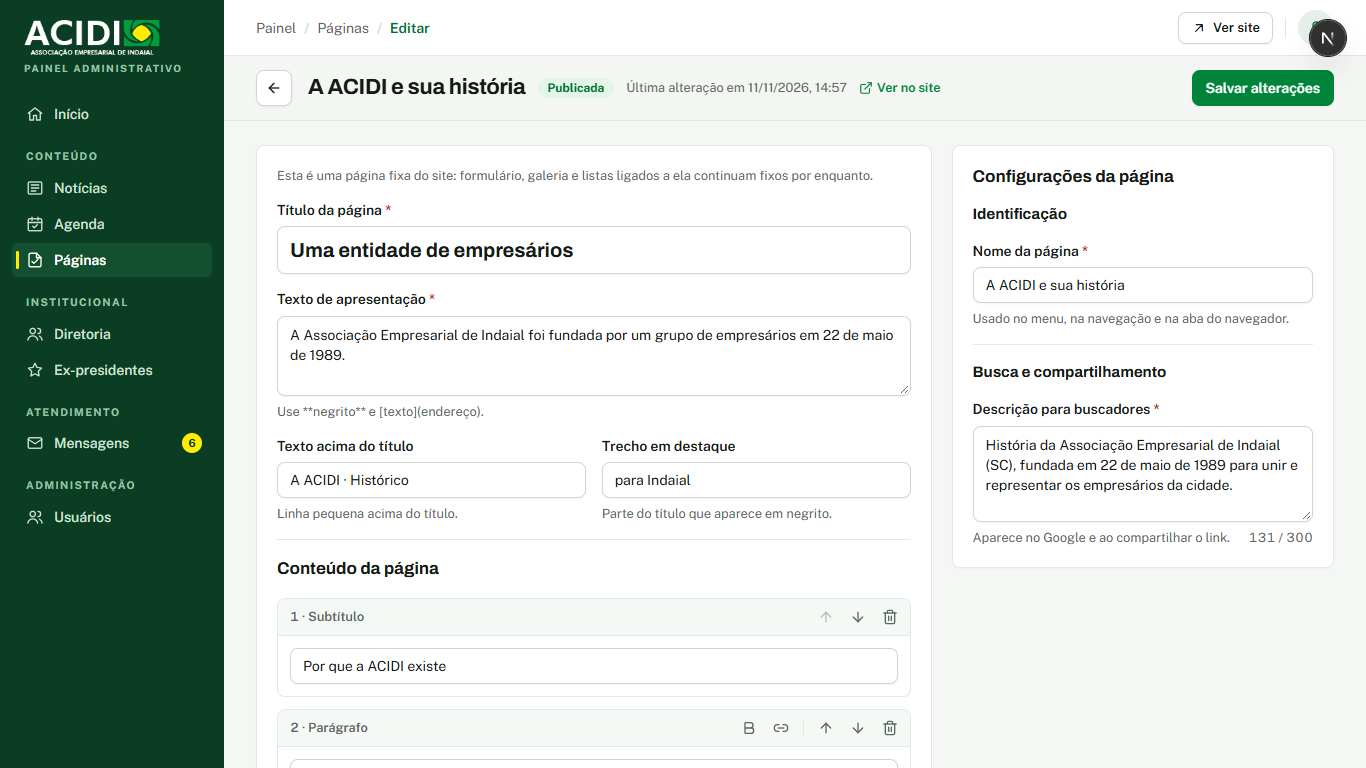 ACIDI
ASSOCIAÇÃO EMPRESARIAL DE INDAIAL
PAINEL ADMINISTRATIVO
Início
CONTEÚDO
Notícias
Agenda
Páginas
INSTITUCIONAL
Diretoria
Ex-presidentes
ATENDIMENTO
Mensagens 6
ADMINISTRAÇÃO
Usuários
Painel / Páginas / Editar
Ver site
N
A ACIDI e sua história Publicada Última alteração em 11/11/2026, 14:57 Ver no site
Salvar alterações
Esta é uma página fixa do site: formulário, galeria e listas ligados a ela continuam fixos por enquanto.
Título da página *
Uma entidade de empresários
Texto de apresentação *
A Associação Empresarial de Indaial foi fundada por um grupo de empresários em 22 de maio
de 1989.
Use **negrito** e [texto](endereço).
Texto acima do título
A ACIDI · Histórico
Linha pequena acima do título.
Trecho em destaque
para Indaial
Parte do título que aparece em negrito.
Conteúdo da página
1 · Subtítulo
Por que a ACIDI existe
2 · Parágrafo
B
Configurações da página
Identificação
Nome da página *
A ACIDI e sua história
Usado no menu, na navegação e na aba do navegador.
Busca e compartilhamento
Descrição para buscadores *
História da Associação Empresarial de Indaial
(SC), fundada em 22 de maio de 1989 para unir e
representar os empresários da cidade.
Aparece no Google e ao compartilhar o link. 131 / 300